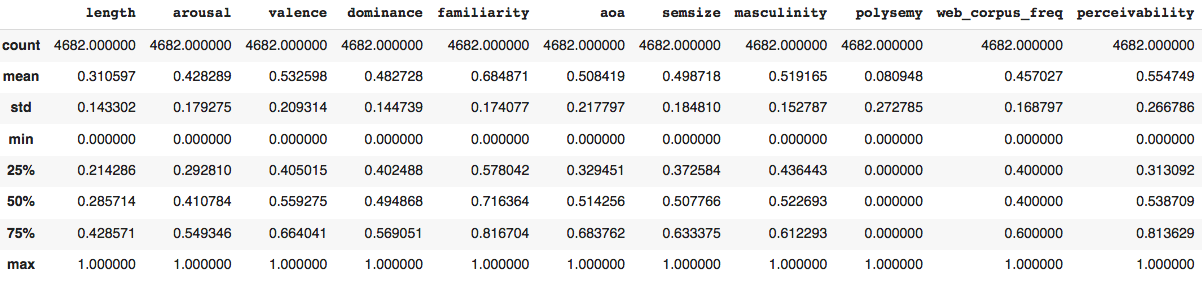 length arousal valence dominance familiarity aoa semsize masculinity polysemy web_corpus_freq perceivability
count 4682.000000 4682.000000 4682.000000 4682.000000 4682.000000 4682.000000 4682.000000 4682.000000 4682.000000 4682.000000 4682.000000
mean 0.310597 0.428289 0.532598 0.482728 0.684871 0.508419 0.498718 0.519165 0.080948 0.457027 0.554749
std 0.143302 0.179275 0.209314 0.144739 0.174077 0.217797 0.184810 0.152787 0.272785 0.168797 0.266786
min 0.000000 0.000000 0.000000 0.000000 0.000000 0.000000 0.000000 0.000000 0.000000 0.000000 0.000000
25% 0.214286 0.292810 0.405015 0.402488 0.578042 0.329451 0.372584 0.436443 0.000000 0.400000 0.313092
50% 0.285714 0.410784 0.559275 0.494868 0.716364 0.514256 0.507766 0.522693 0.000000 0.400000 0.538709
75% 0.428571 0.549346 0.664041 0.569051 0.816704 0.683762 0.633375 0.612293 0.000000 0.600000 0.813629
max 1.000000 1.000000 1.000000 1.000000 1.000000 1.000000 1.000000 1.000000 1.000000 1.000000 1.000000